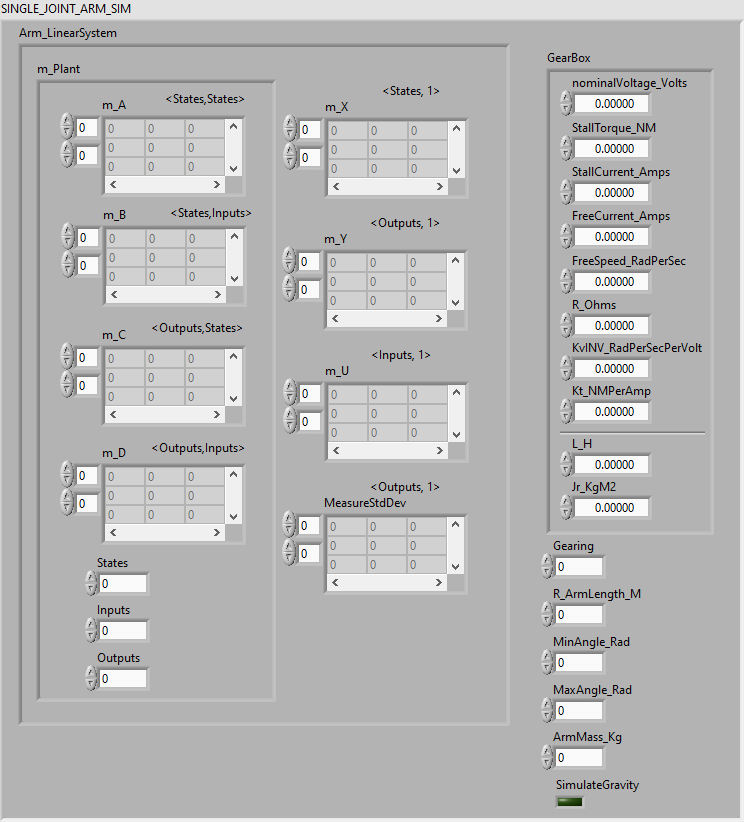 SINGLE_JOINT_ARM_SIM
Arm_LinearSystem
m_Plant
m_A <States,States>
0 0 0 0
0 0 0 0
0 0 0
m_B <States,Inputs>
0 0 0 0
0 0 0 0
0 0 0
m_C <Outputs,States>
0 0 0 0
0 0 0 0
0 0 0
m_D <Outputs,Inputs>
0 0 0 0
0 0 0 0
0 0 0
States
0
Inputs
0
Outputs
0
<States, 1>
m_X
0 0 0 0
0 0 0 0
0 0 0
<Outputs, 1>
m_Y
0 0 0 0
0 0 0 0
0 0 0
<Inputs, 1>
m_U
0 0 0 0
0 0 0 0
0 0 0
<Outputs, 1>
MeasureStdDev
0 0 0 0
0 0 0 0
0 0 0
GearBox
nominalVoltage_Volts
0.00000
StallTorque_NM
0.00000
StallCurrent_Amps
0.00000
FreeCurrent_Amps
0.00000
FreeSpeed_RadPerSec
0.00000
R_Ohms
0.00000
KvINV_RadPerSecPerVolt
0.00000
Kt_NMPerAmp
0.00000
L_H
0.00000
Jr_KgM2
0.00000
Gearing
0
R_ArmLength_M
0
MinAngle_Rad
0
MaxAngle_Rad
0
ArmMass_Kg
0
SimulateGravity